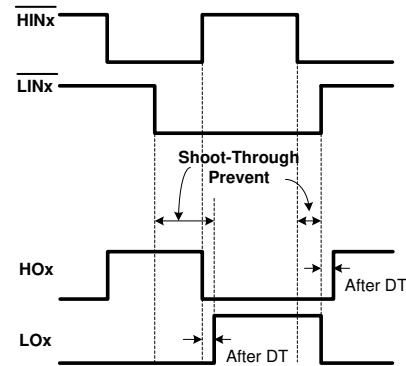 HINx
LINx
Shoot-Through
Prevent
HOx
After DT
LOx
After DT